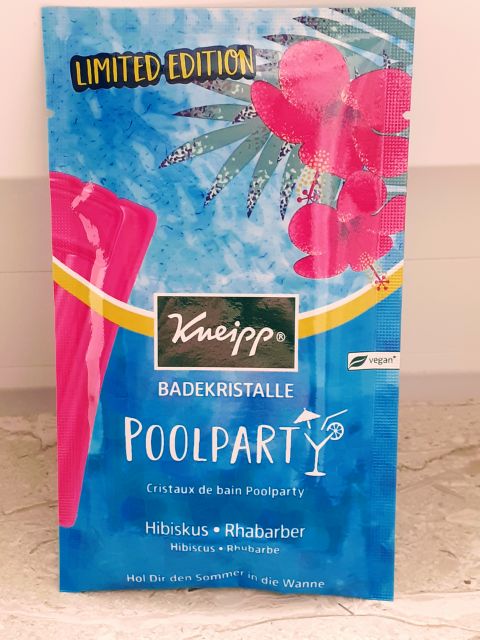 LIMITED EDITION
Kneipp®
vegan*
BADEKRISTALLE
POOLPARTY
Cristaux de bain Poolparty
Hibiskus • Rhabarber
Hibiscus • Rhubarbe
Hol Dir den Sommer in die Wanne